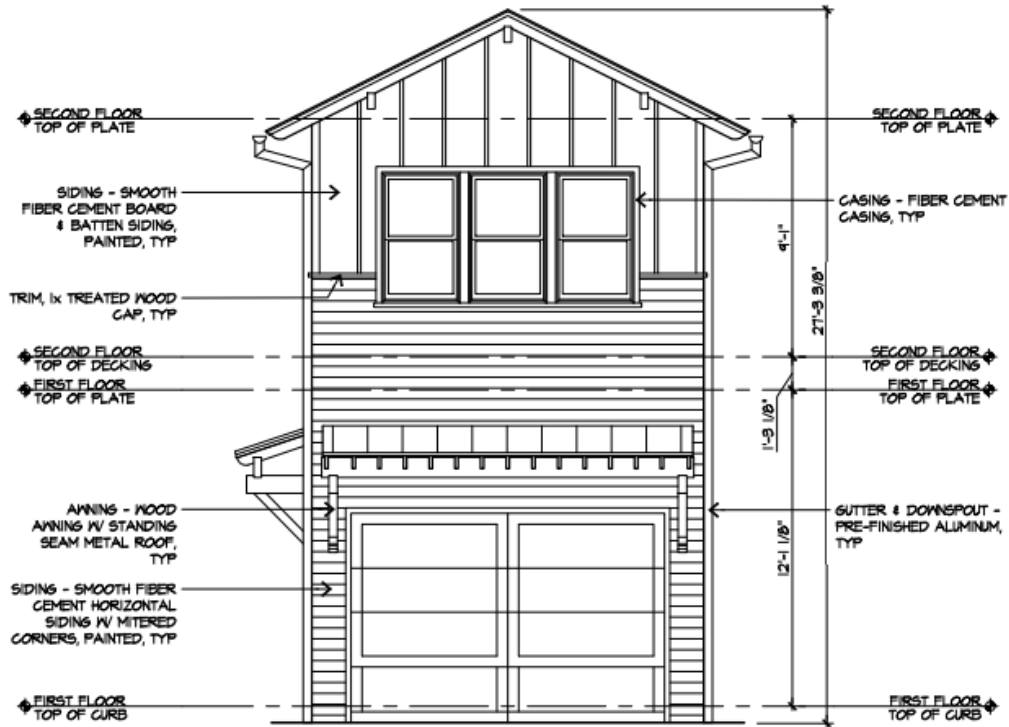 SECOND FLOOR
TOP OF PLATE
SECOND FLOOR
TOP OF PLATE
SIDING - SMOOTH
FIBER CEMENT BOARD
& BATTEN SIDING,
PAINTED, TYP
CASING - FIBER CEMENT
CASING, TYP
9'-1"
27'-3 3/8"
TRIM, 1x TREATED WOOD
CAP, TYP
SECOND FLOOR
TOP OF DECKING
SECOND FLOOR
TOP OF DECKING
FIRST FLOOR
TOP OF PLATE
FIRST FLOOR
TOP OF PLATE
1'-3 1/8"
AWNING - WOOD
AWNING W/ STANDING
SEAM METAL ROOF,
TYP
GUTTER & DOWNSPOUT -
PRE-FINISHED ALUMINUM,
TYP
12'-1 1/8"
SIDING - SMOOTH FIBER
CEMENT HORIZONTAL
SIDING W/ MITERED
CORNERS, PAINTED, TYP
FIRST FLOOR
TOP OF CURB
FIRST FLOOR
TOP OF CURB